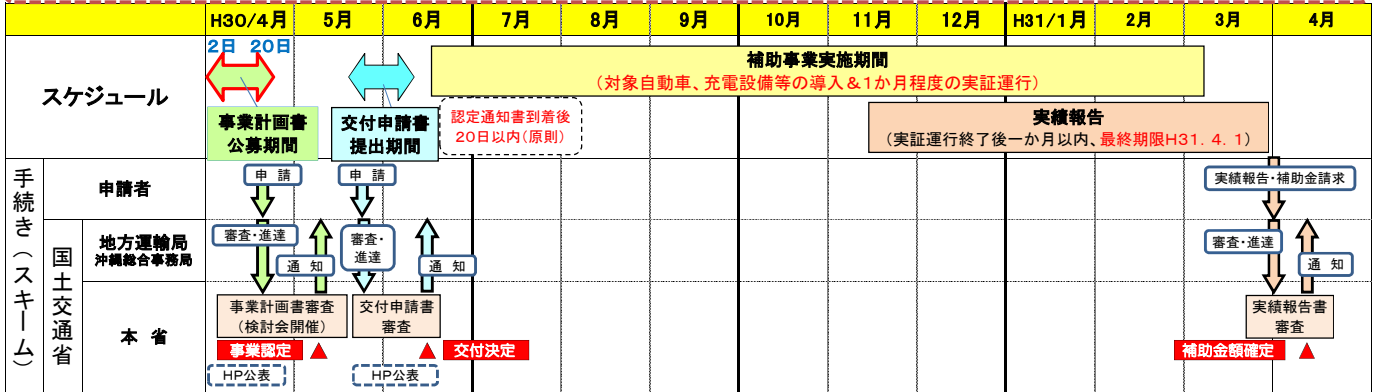 H30/4月 5月 6月 7月 8月 9月 10月 11月 12月 H31/1月 2月 3月 4月
スケジュール
2日 20日
事業計画書
公募期間
交付申請書
提出期間
認定通知書到着後
20日以内(原則)
補助事業実施期間
(対象自動車、充電設備等の導入&1か月程度の実証運行)
実績報告
(実証運行終了後一か月以内、最終期限H31.4.1)
手続き(スキーム)
申請者
申 請
申 請
実績報告・補助金請求
国土交通省
地方運輸局
沖縄総合事務局
審査・進達
通 知
審査・
進達
通 知
審査・進達
通 知
本 省
事業計画書審査
(検討会開催)
交付申請書
審査
実績報告書
審査
事業認定 ▲
▲ 交付決定
補助金額確定 ▲
HP公表
HP公表